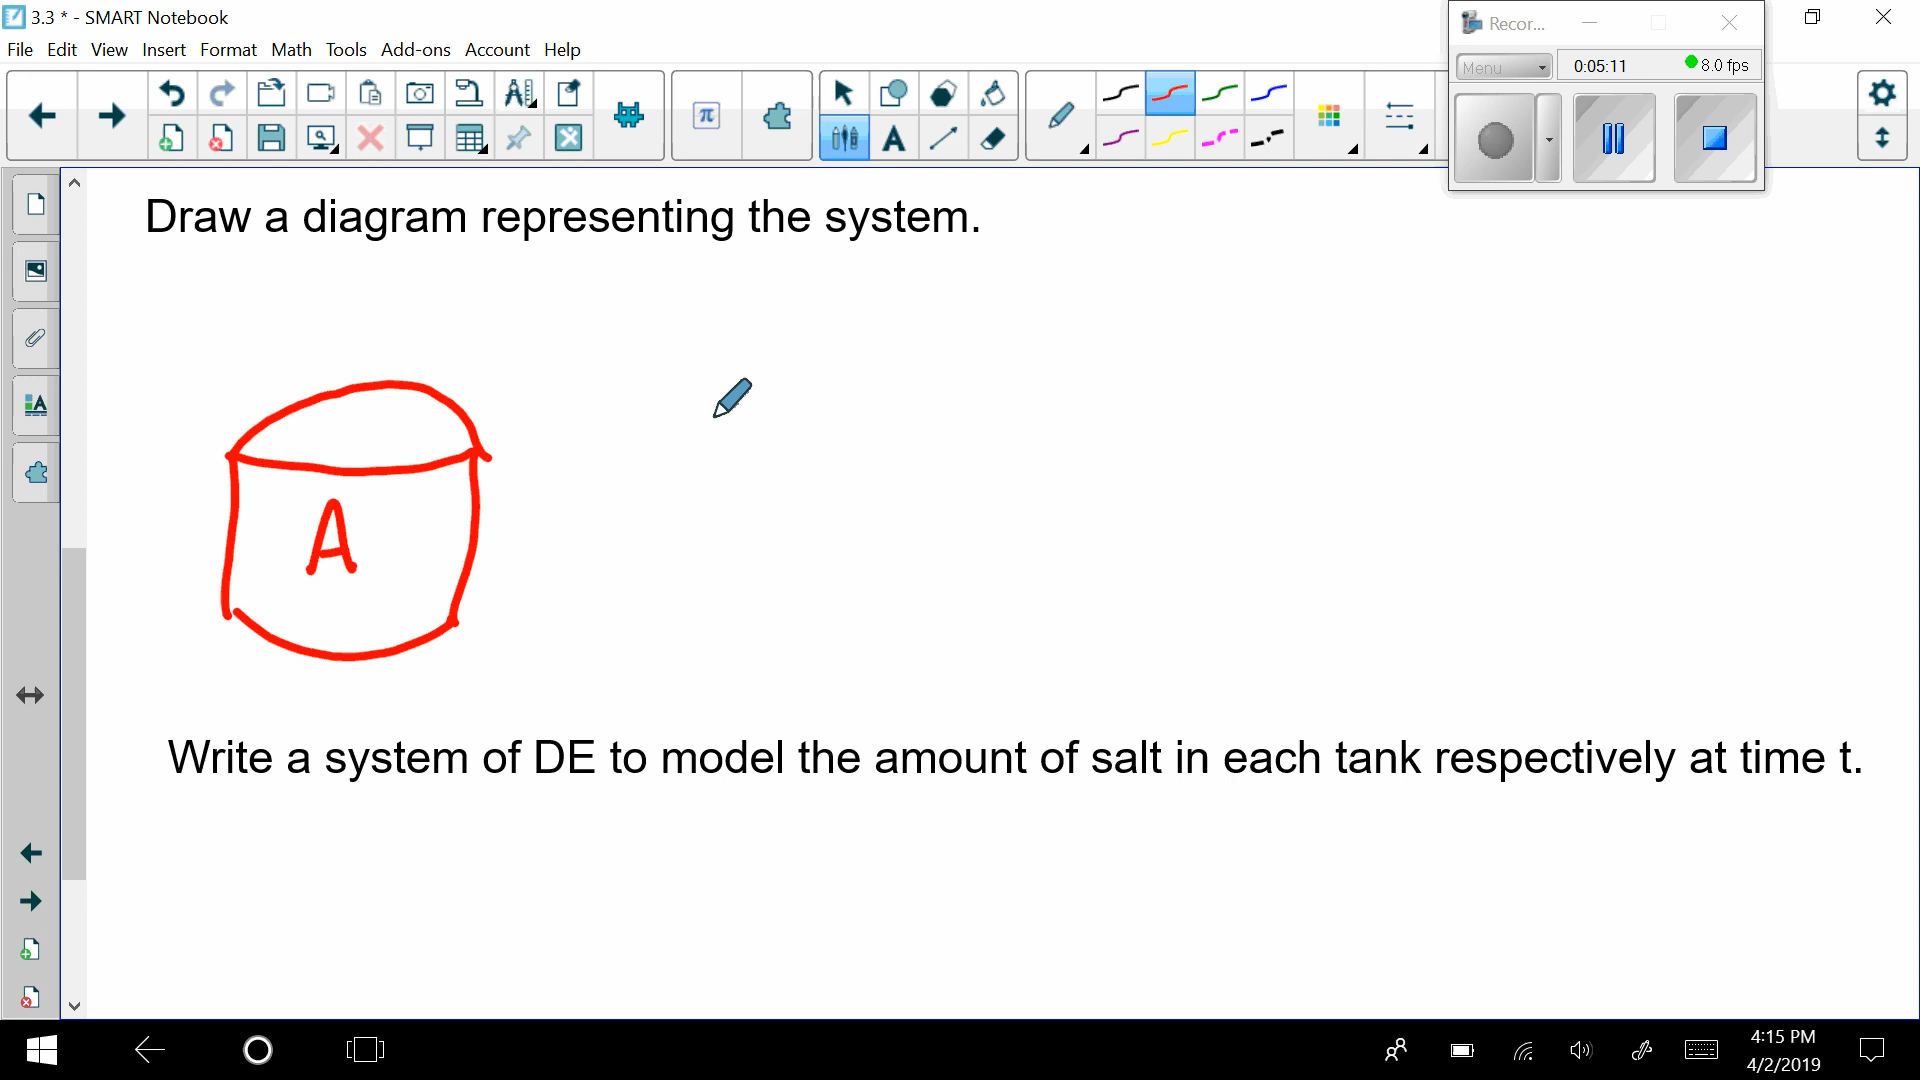 3.3 * - SMART Notebook
Recor...
File Edit View Insert Format Math Tools Add-ons Account Help
Menu 0:05:11 8.0 fps
π
A
A
Draw a diagram representing the system.
A
Write a system of DE to model the amount of salt in each tank respectively at time t.
4:15 PM
4/2/2019